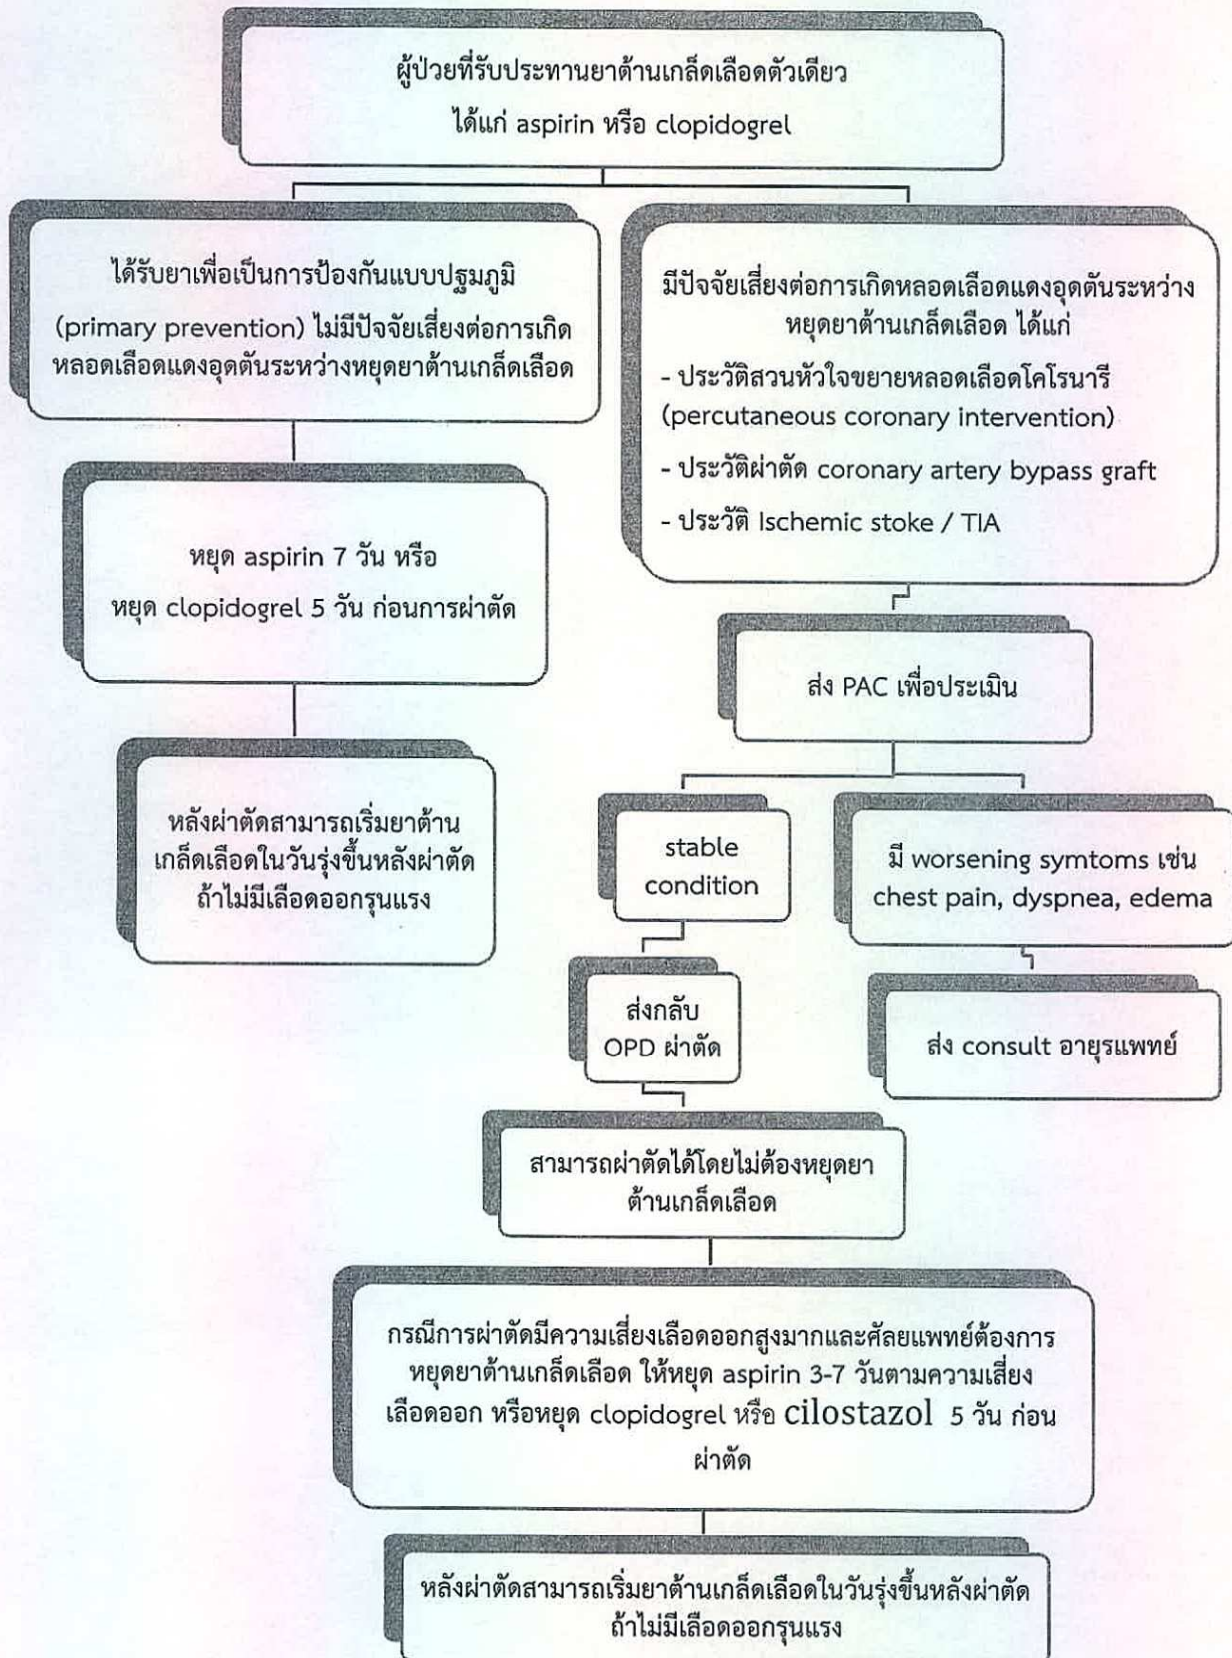 ผู้ป่วยที่รับประทานยาต้านเกล็ดเลือดตัวเดียว
ได้แก่ aspirin หรือ clopidogrel
ได้รับยาเพื่อเป็นการป้องกันแบบปฐมภูมิ
(primary prevention) ไม่มีปัจจัยเสี่ยงต่อการเกิด
หลอดเลือดแดงอุดตันระหว่างหยุดยาต้านเกล็ดเลือด
หยุด aspirin 7 วัน หรือ
หยุด clopidogrel 5 วัน ก่อนการผ่าตัด
หลังผ่าตัดสามารถเริ่มยาต้าน
เกล็ดเลือดในวันรุ่งขึ้นหลังผ่าตัด
ถ้าไม่มีเลือดออกรุนแรง
มีปัจจัยเสี่ยงต่อการเกิดหลอดเลือดแดงอุดตันระหว่าง
หยุดยาต้านเกล็ดเลือด ได้แก่
- ประวัติสวนหัวใจขยายหลอดเลือดโคโรนารี
(percutaneous coronary intervention)
- ประวัติผ่าตัด coronary artery bypass graft
- ประวัติ Ischemic stoke / TIA
ส่ง PAC เพื่อประเมิน
stable
condition
ส่งกลับ
OPD ผ่าตัด
มี worsening symtoms เช่น
chest pain, dyspnea, edema
ส่ง consult อายุรแพทย์
สามารถผ่าตัดได้โดยไม่ต้องหยุดยา
ต้านเกล็ดเลือด
กรณีการผ่าตัดมีความเสี่ยงเลือดออกสูงมากและศัลยแพทย์ต้องการ
หยุดยาต้านเกล็ดเลือด ให้หยุด aspirin 3-7 วันตามความเสี่ยง
เลือดออก หรือหยุด clopidogrel หรือ cilostazol 5 วัน ก่อน
ผ่าตัด
หลังผ่าตัดสามารถเริ่มยาต้านเกล็ดเลือดในวันรุ่งขึ้นหลังผ่าตัด
ถ้าไม่มีเลือดออกรุนแรง